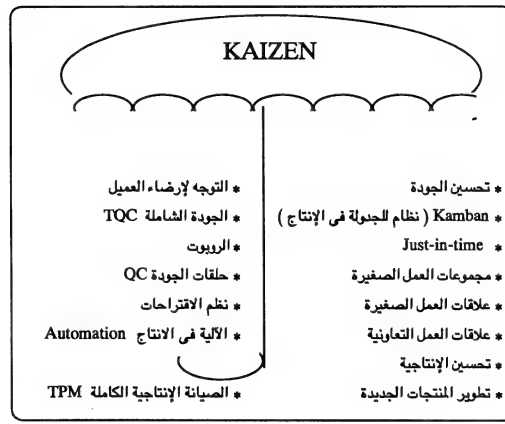 KAIZEN
* تحسين الجودة
* Kamban ( نظام للجدولة فى الإنتاج )
* Just-in-time
* مجموعات العمل الصغيرة
* علاقات العمل الصغيرة
* علاقات العمل التعاونية
* تحسين الإنتاجية
* تطوير المنتجات الجديدة
* التوجه لإرضاء العميل
* الجودة الشاملة TQC
* الروبوت
* حلقات الجودة QC
* نظم الاقتراحات
* الآلية فى الانتاج Automation
* الصيانة الإنتاجية الكاملة TPM